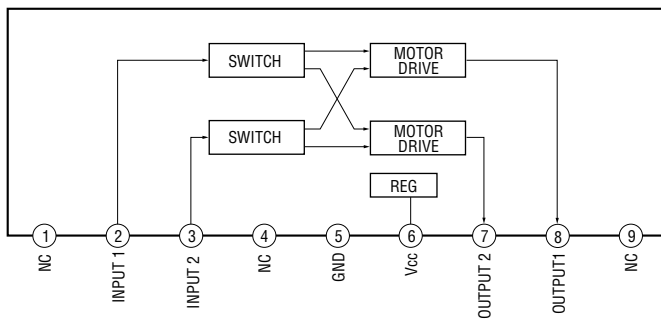 SWITCH
MOTOR
DRIVE
SWITCH
MOTOR
DRIVE
REG
1
2
3
4
5
6
7
8
9
NC
INPUT 1
INPUT 2
NC
GND
Vcc
OUTPUT 2
OUTPUT1
NC